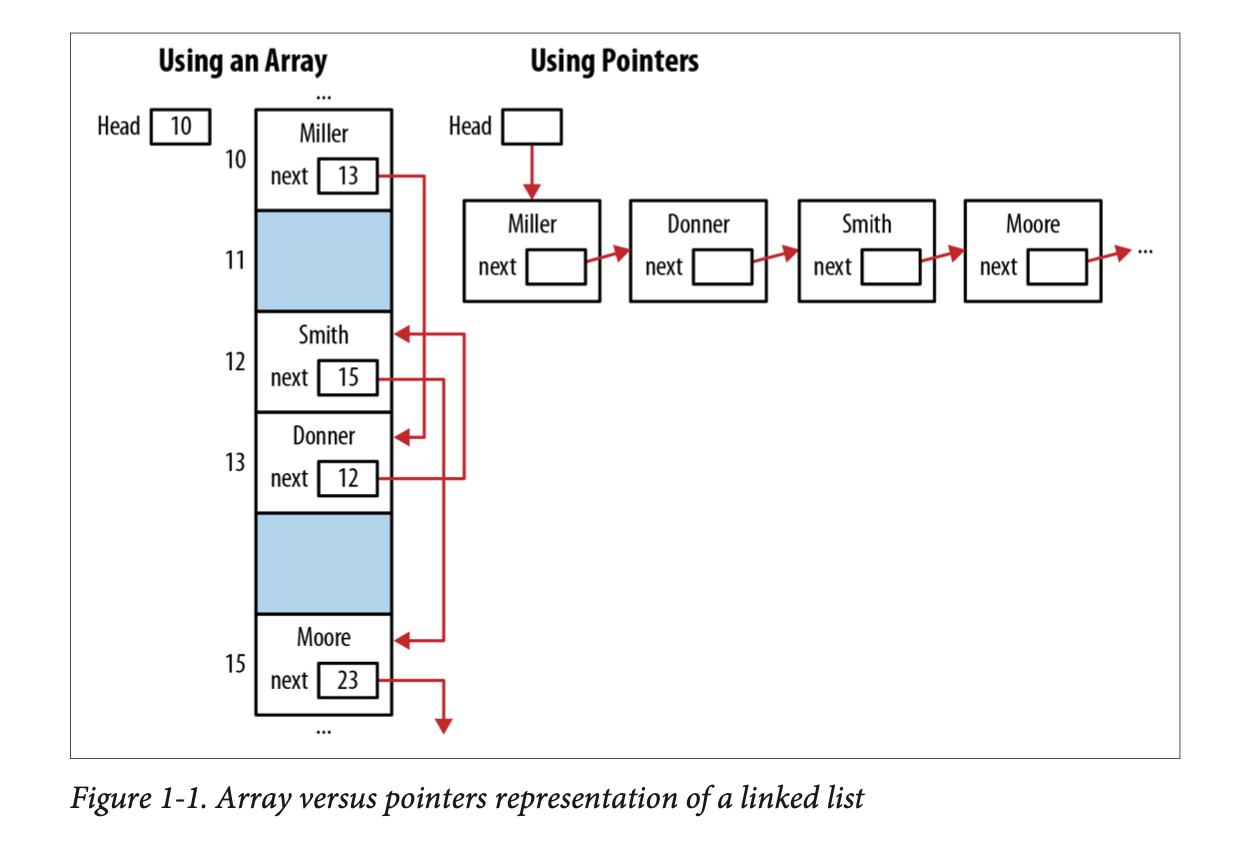 Using an Array
...
Head 10
10
Miller
next 13
11
12
Smith
next 15
13
Donner
next 12
15
Moore
next 23
...
Using Pointers
Head
Miller
next
Donner
next
Smith
next
Moore
next
...
Figure 1-1. Array versus pointers representation of a linked list